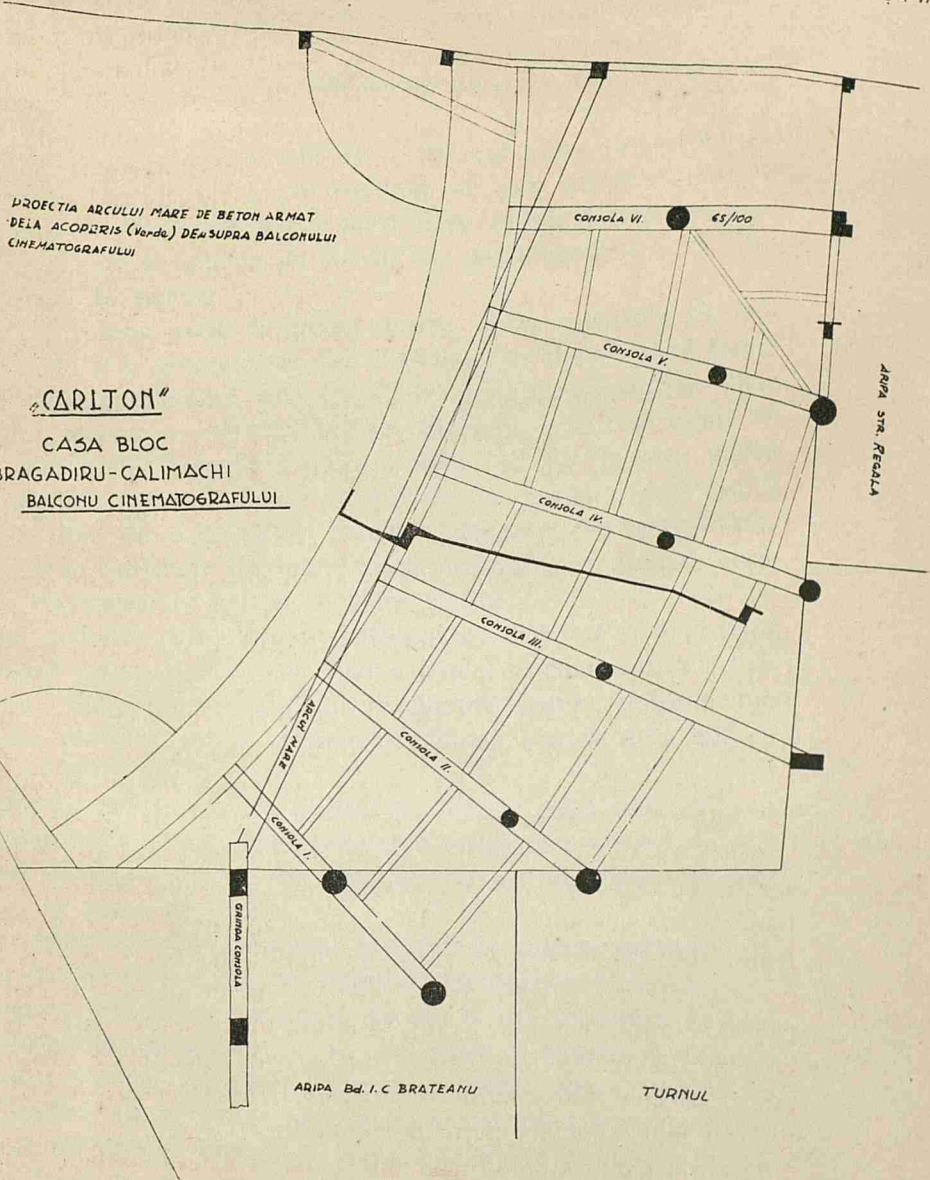 PROECTIA ARCULUI MARE DE BETON ARMAT
DELA ACOPERIS (Verde) DEASUPRA BALCONULUI
CINEMATOGRAFULUI
„CARLTON"
CASA BLOC
BRAGADIRU-CALIMACHI
BALCONU CINEMATOGRAFULUI
CONSOLA VI. 65/100
CONSOLA V.
ARIPA STR. REGALA
CONSOLA IV.
CONSOLA III.
ARCUL MARE
CONSOLA II.
CONSOLA I.
GRINDA CONSOLA
ARIPA Bd. I. C BRATEANU
TURNUL